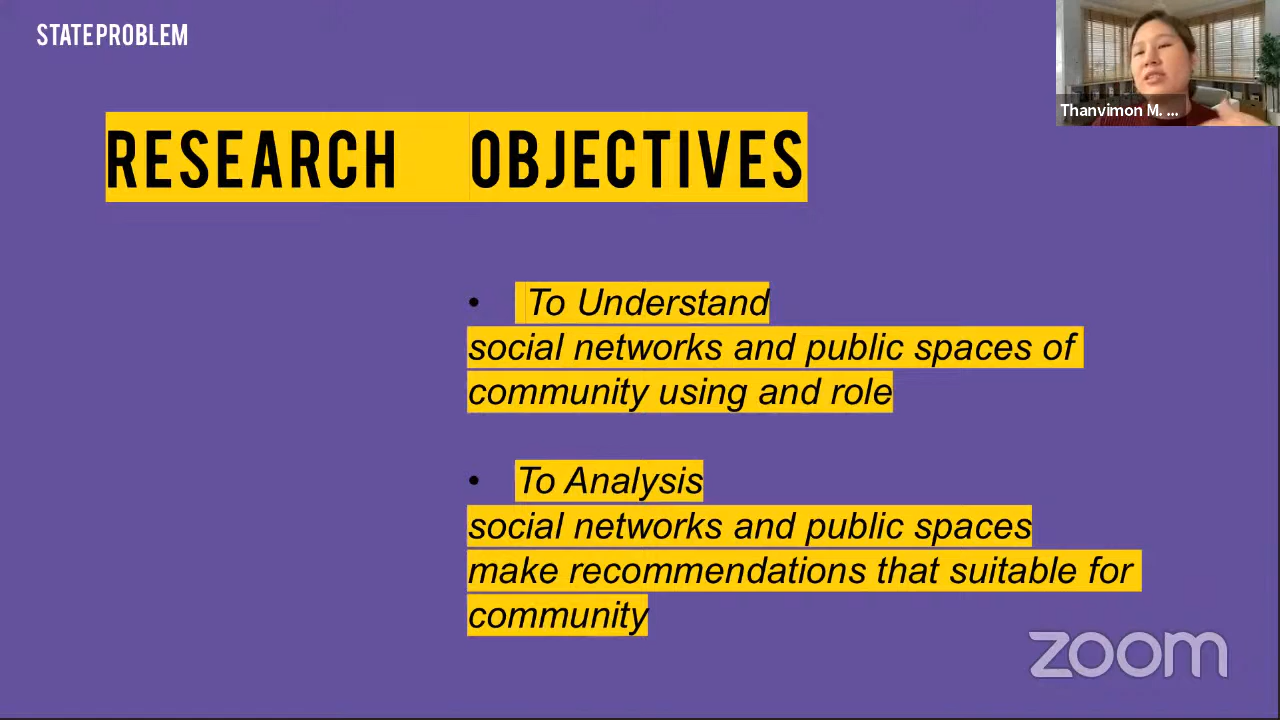 STATE PROBLEM
Thanvimon M. ...
RESEARCH OBJECTIVES
• To Understand
social networks and public spaces of
community using and role
• To Analysis
social networks and public spaces
make recommendations that suitable for
community
zoom